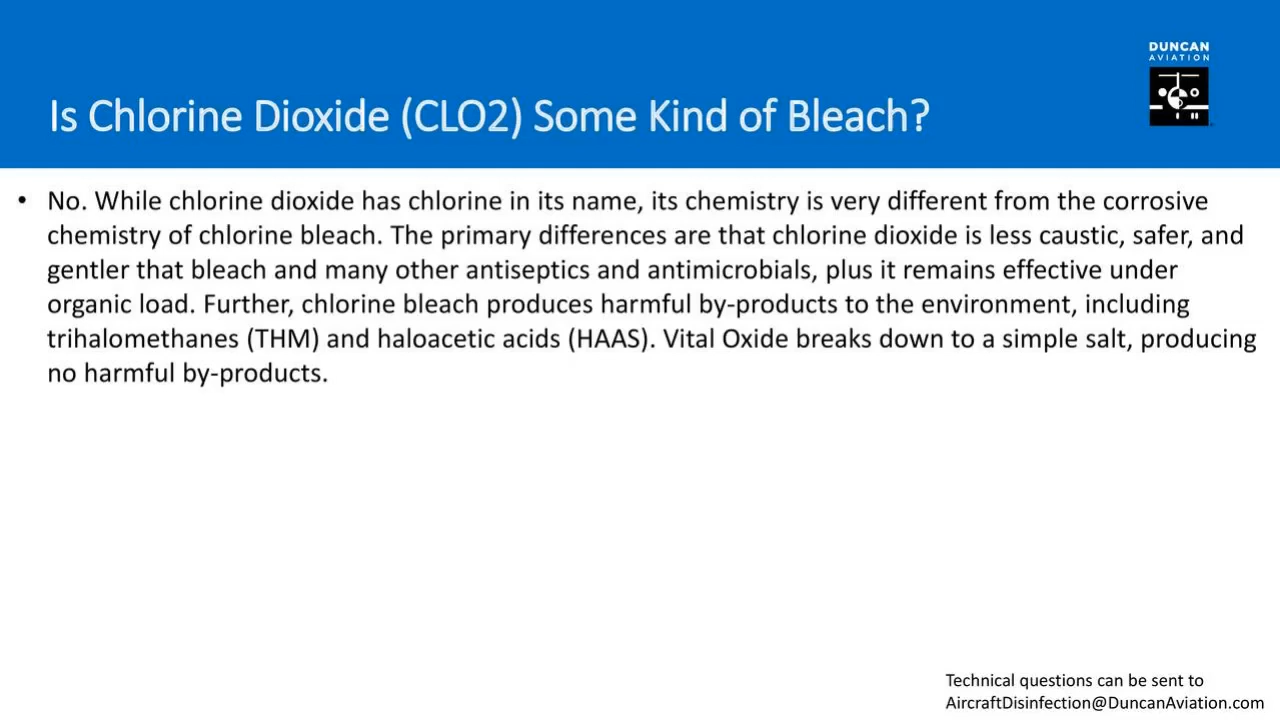 DUNCAN
AVIATION
Is Chlorine Dioxide (CLO2) Some Kind of Bleach?
• No. While chlorine dioxide has chlorine in its name, its chemistry is very different from the corrosive
chemistry of chlorine bleach. The primary differences are that chlorine dioxide is less caustic, safer, and
gentler that bleach and many other antiseptics and antimicrobials, plus it remains effective under
organic load. Further, chlorine bleach produces harmful by-products to the environment, including
trihalomethanes (THM) and haloacetic acids (HAAS). Vital Oxide breaks down to a simple salt, producing
no harmful by-products.
Technical questions can be sent to
AircraftDisinfection@DuncanAviation.com